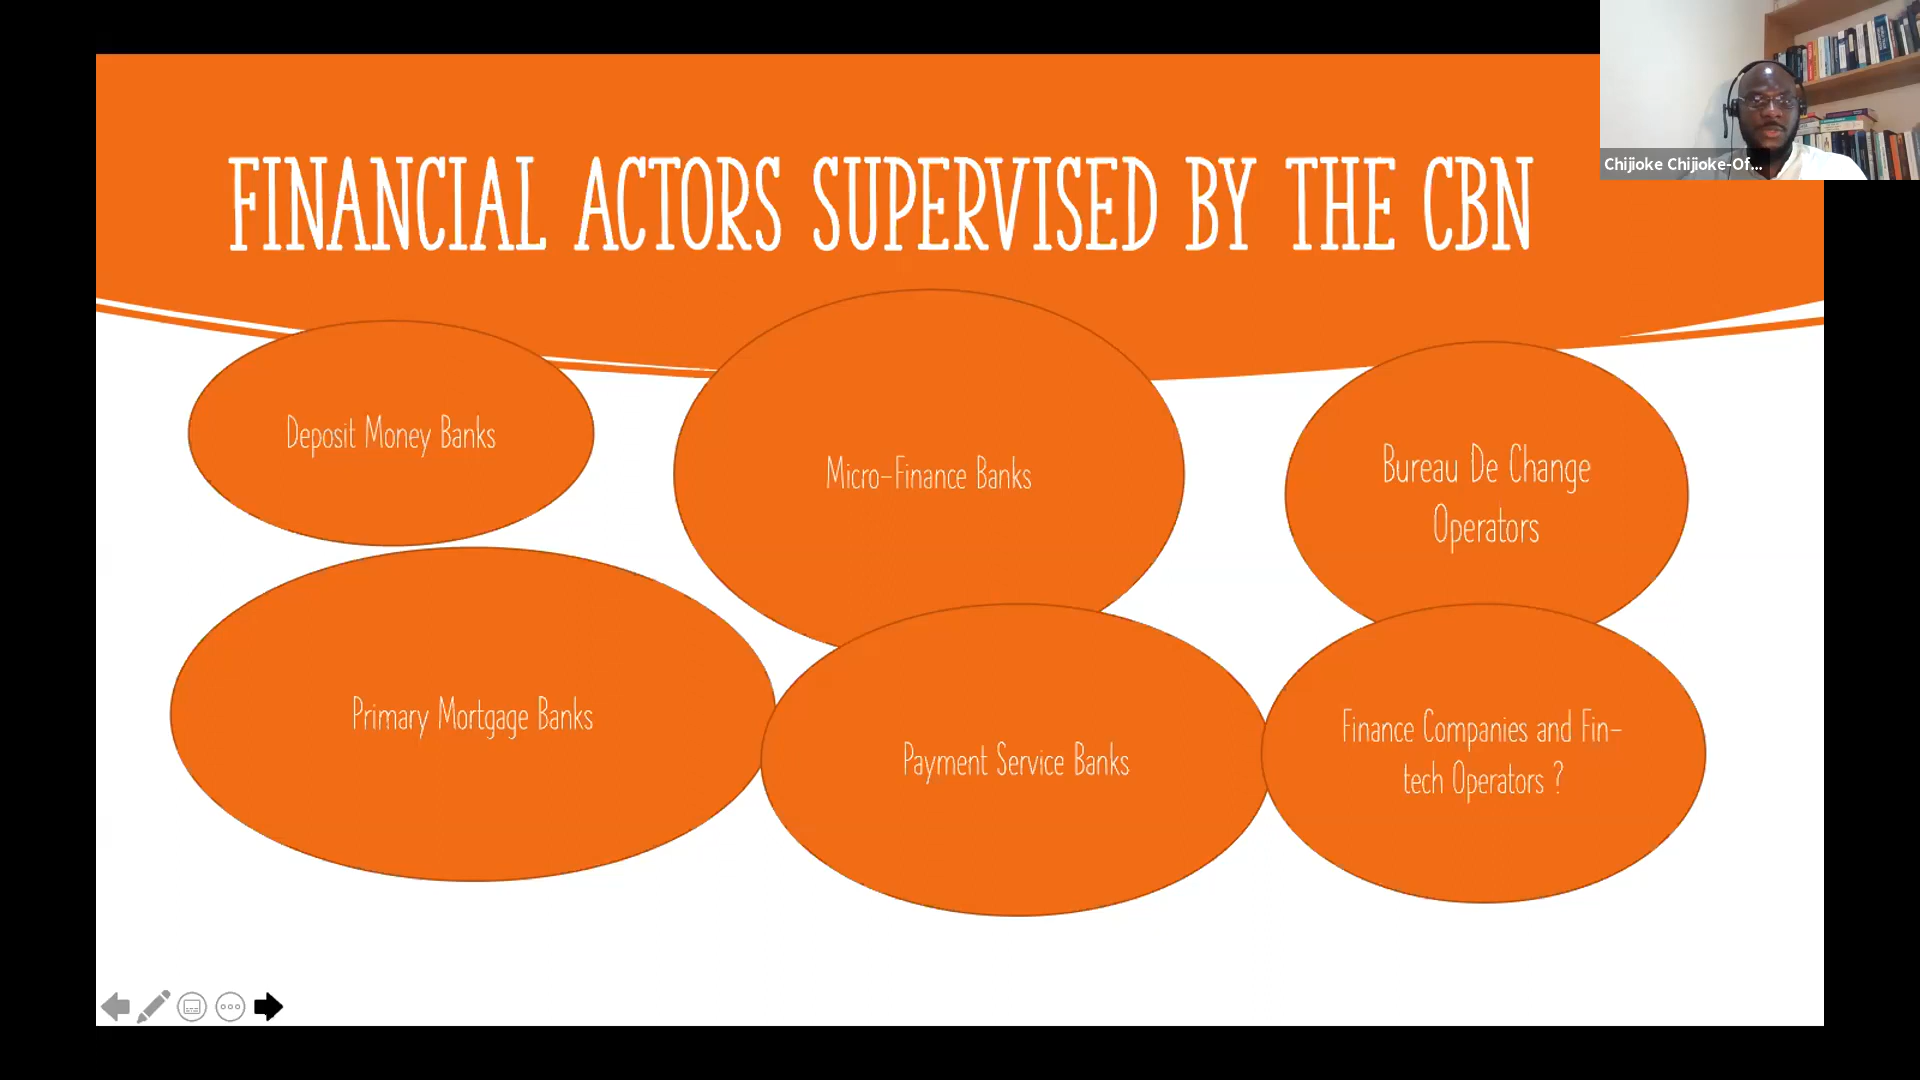 FINANCIAL ACTORS SUPERVISED BY THE CBN
Chijioke Chijioke-Of...
Deposit Money Banks
Micro-Finance Banks
Bureau De Change
Operators
Primary Mortgage Banks
Payment Service Banks
Finance Companies and Fin-
tech Operators ?